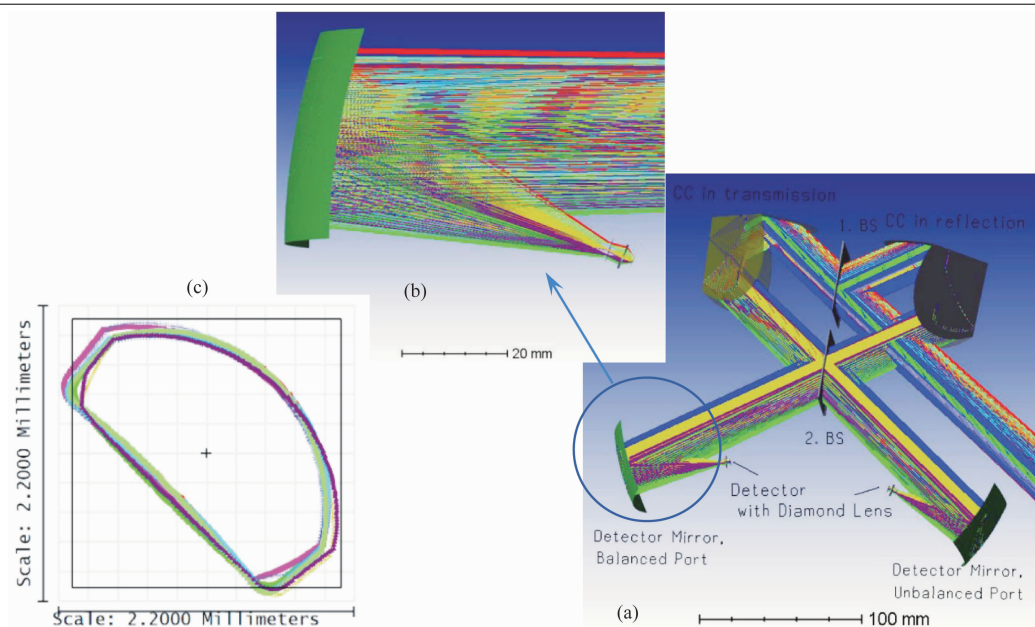 CC in transmission
1. BS
CC in reflection
(c)
(b)
20 mm
Scale: 2.2000 Millimeters
2. BS
Detector
with Diamond Lens
Detector Mirror,
Balanced Port
Detector Mirror,
Unbalanced Port
Scale: 2.2000 Millimeters
(a)
100 mm